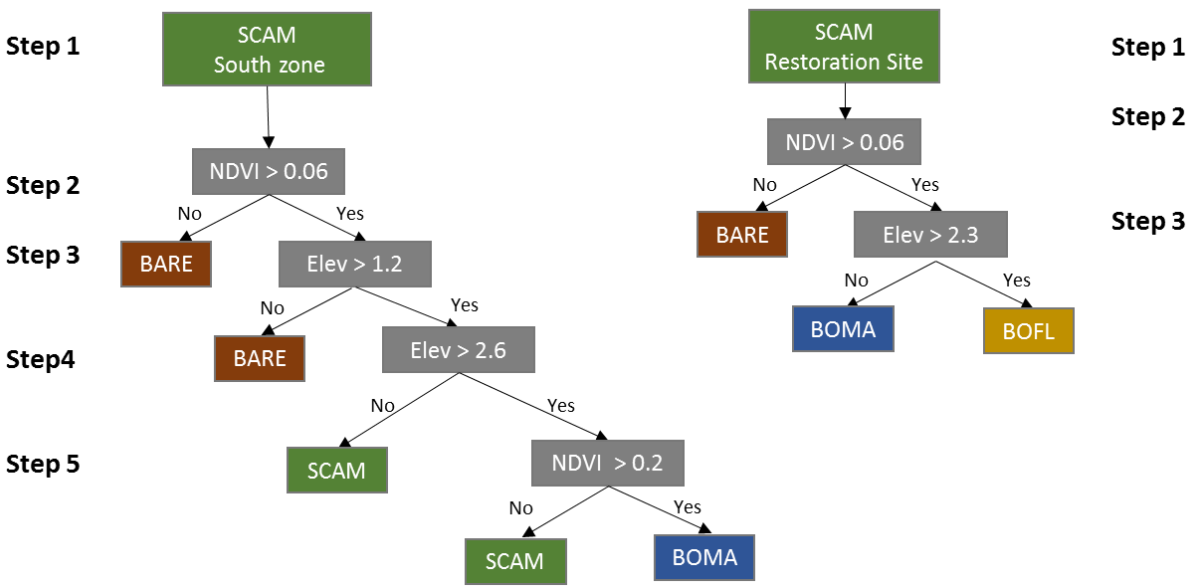 Step 1
SCAM
South zone
Step 2
NDVI > 0.06
No
Yes
Step 3
BARE
Elev > 1.2
No
Yes
Step4
BARE
Elev > 2.6
No
Yes
Step 5
SCAM
NDVI > 0.2
No
Yes
SCAM
BOMA
SCAM
Restoration Site
Step 1
Step 2
NDVI > 0.06
No
Yes
BARE
Elev > 2.3
Step 3
No
Yes
BOMA
BOFL